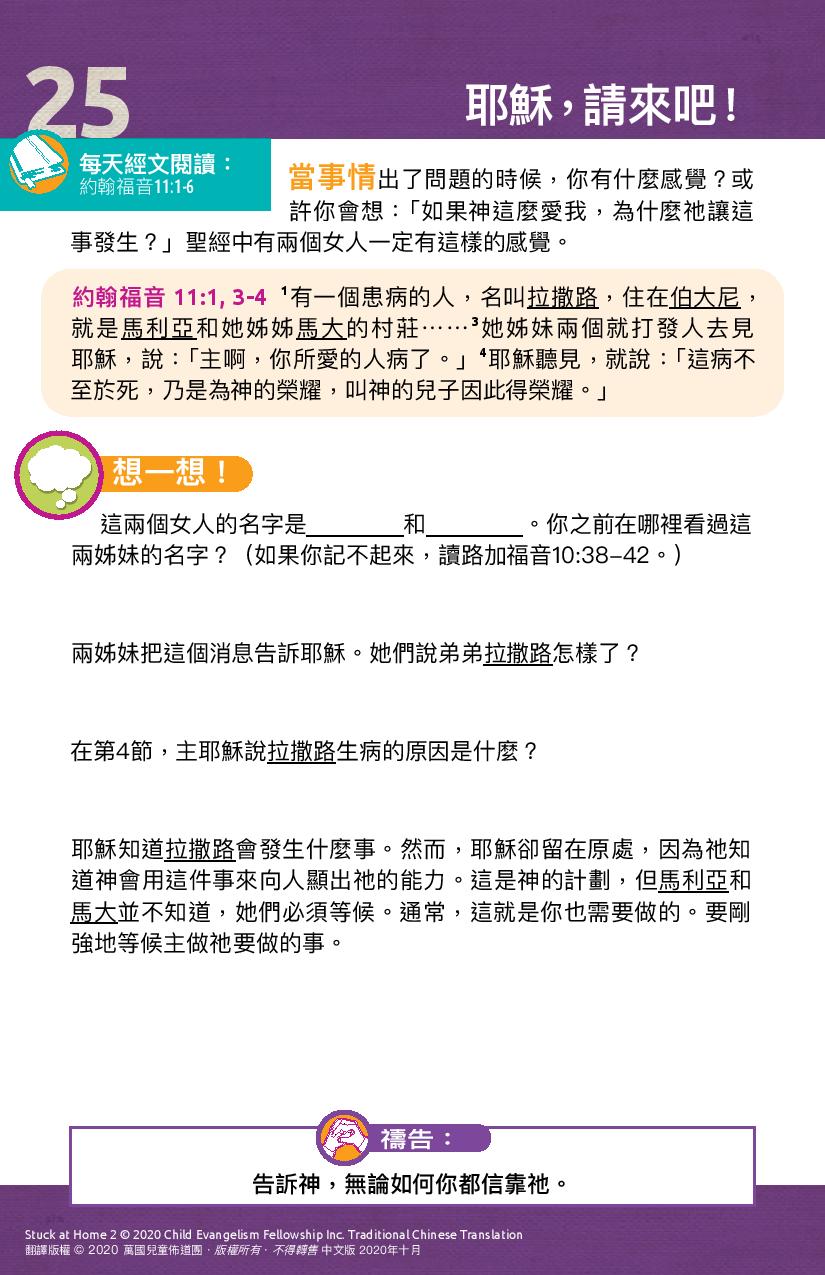 25
耶穌，請來吧！
每天經文閱讀：
約翰福音11:1-6
當事情出了問題的時候，你有什麼感覺？或
許你會想：「如果神這麼愛我，為什麼祂讓這
事發生？」聖經中有兩個女人一定有這樣的感覺。
約翰福音 11:1, 3-4 ¹有一個患病的人，名叫拉撒路，住在伯大尼，
就是馬利亞和她姊姊馬大的村莊……³她姊妹兩個就打發人去見
耶穌，說：「主啊，你所愛的人病了。」⁴耶穌聽見，就說：「這病不
至於死，乃是為神的榮耀，叫神的兒子因此得榮耀。」
想一想！
這兩個女人的名字是________和________。你之前在哪裡看過這
兩姊妹的名字？（如果你記不起來，讀路加福音10:38–42。）
兩姊妹把這個消息告訴耶穌。她們說弟弟拉撒路怎樣了？
在第4節，主耶穌說拉撒路生病的原因是什麼？
耶穌知道拉撒路會發生什麼事。然而，耶穌卻留在原處，因為祂知
道神會用這件事來向人顯出祂的能力。這是神的計劃，但馬利亞和
馬大並不知道，她們必須等候。通常，這就是你也需要做的。要剛
強地等候主做祂要做的事。
禱告：
告訴神，無論如何你都信靠祂。
Stuck at Home 2 © 2020 Child Evangelism Fellowship Inc. Traditional Chinese Translation
翻譯版權 © 2020 萬國兒童佈道團．版權所有．不得轉售 中文版 2020年十月